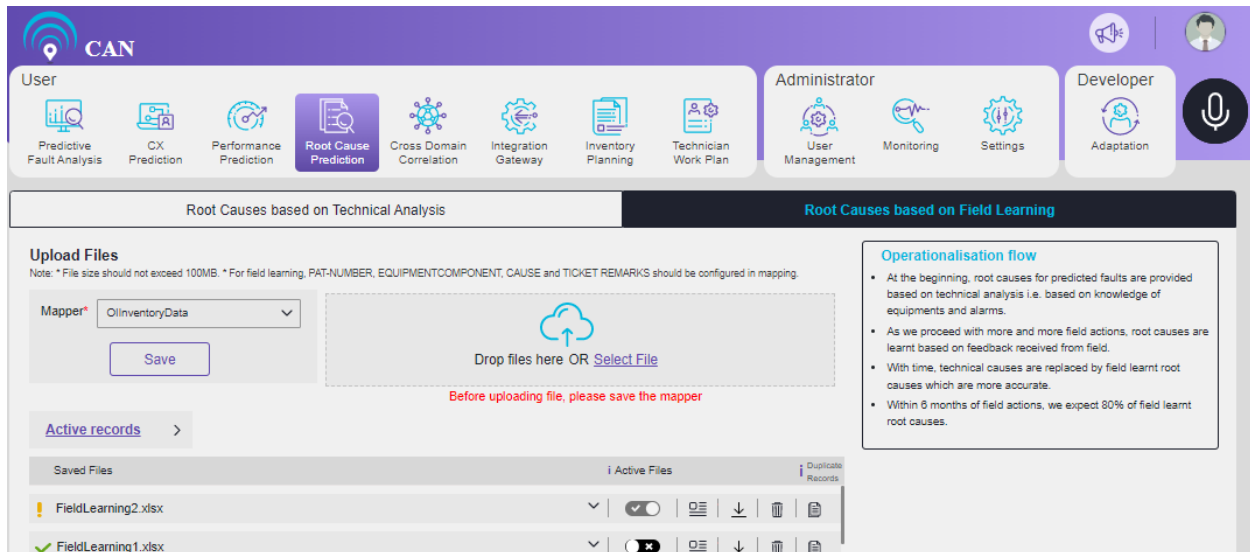 CAN
User
Administrator
Developer
Predictive
Fault Analysis
CX
Prediction
Performance
Prediction
Root Cause
Prediction
Cross Domain
Correlation
Integration
Gateway
Inventory
Planning
Technician
Work Plan
User
Management
Monitoring
Settings
Adaptation
Root Causes based on Technical Analysis
Root Causes based on Field Learning
Upload Files
Note: * File size should not exceed 100MB. * For field learning, PAT-NUMBER, EQUIPMENTCOMPONENT, CAUSE and TICKET REMARKS should be configured in mapping.
Mapper*
OIInventoryData
Save
Drop files here OR Select File
Before uploading file, please save the mapper
Active records >
Saved Files
i Active Files
i Duplicate
Records
FieldLearning2.xlsx
FieldLearning1.xlsx
Operationalisation flow
• At the beginning, root causes for predicted faults are provided
based on technical analysis i.e. based on knowledge of
equipments and alarms.
• As we proceed with more and more field actions, root causes are
learnt based on feedback received from field.
• With time, technical causes are replaced by field learnt root
causes which are more accurate.
• Within 6 months of field actions, we expect 80% of field learnt
root causes.